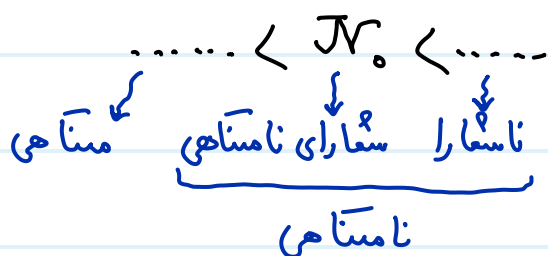 ...... < ℵ₀ < ......
متناهی شمارای نامتناهی ناشمارا
نامتناهی